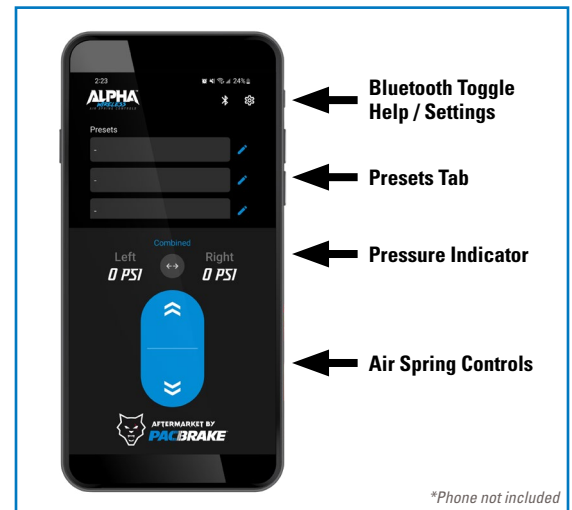 2:23
24%
ALPHA
WIRELESS
AIR SPRING CONTROLS
Bluetooth Toggle
Help / Settings
Presets
-
-
-
Presets Tab
Combined
Left
Right
0 PSI
0 PSI
Pressure Indicator
Air Spring Controls
AFTERMARKET BY
PACBRAKE
*Phone not included